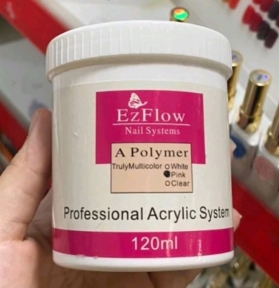 EzFlow
Nail Systems
A Polymer
TrulyMulticolor White
Pink
Clear
Professional Acrylic System
120ml